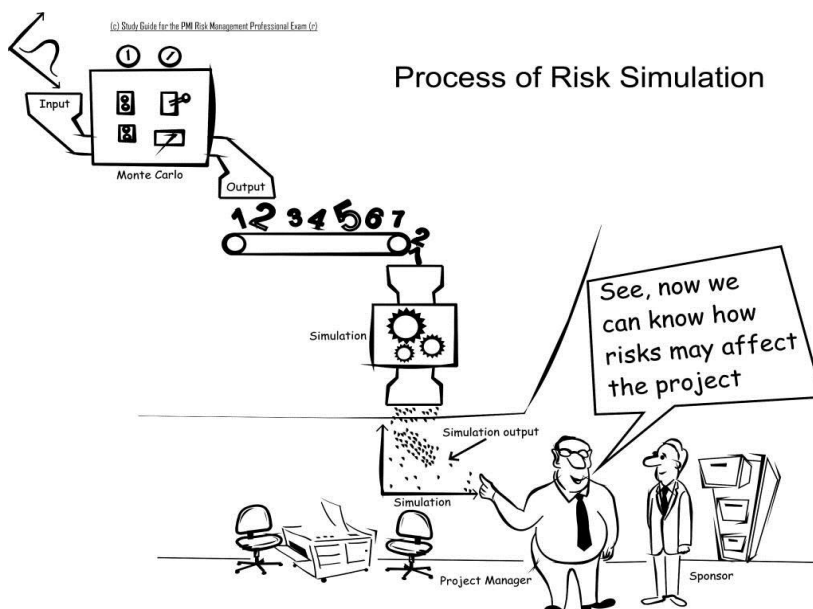 (c) Study Guide for the PMI Risk Management Professional Exam (r)
Process of Risk Simulation
Input
Monte Carlo
Output
1 2 3 4 5 6 7
2
1
Simulation
See, now we
can know how
risks may affect
the project
Simulation output
Simulation
Project Manager
Sponsor